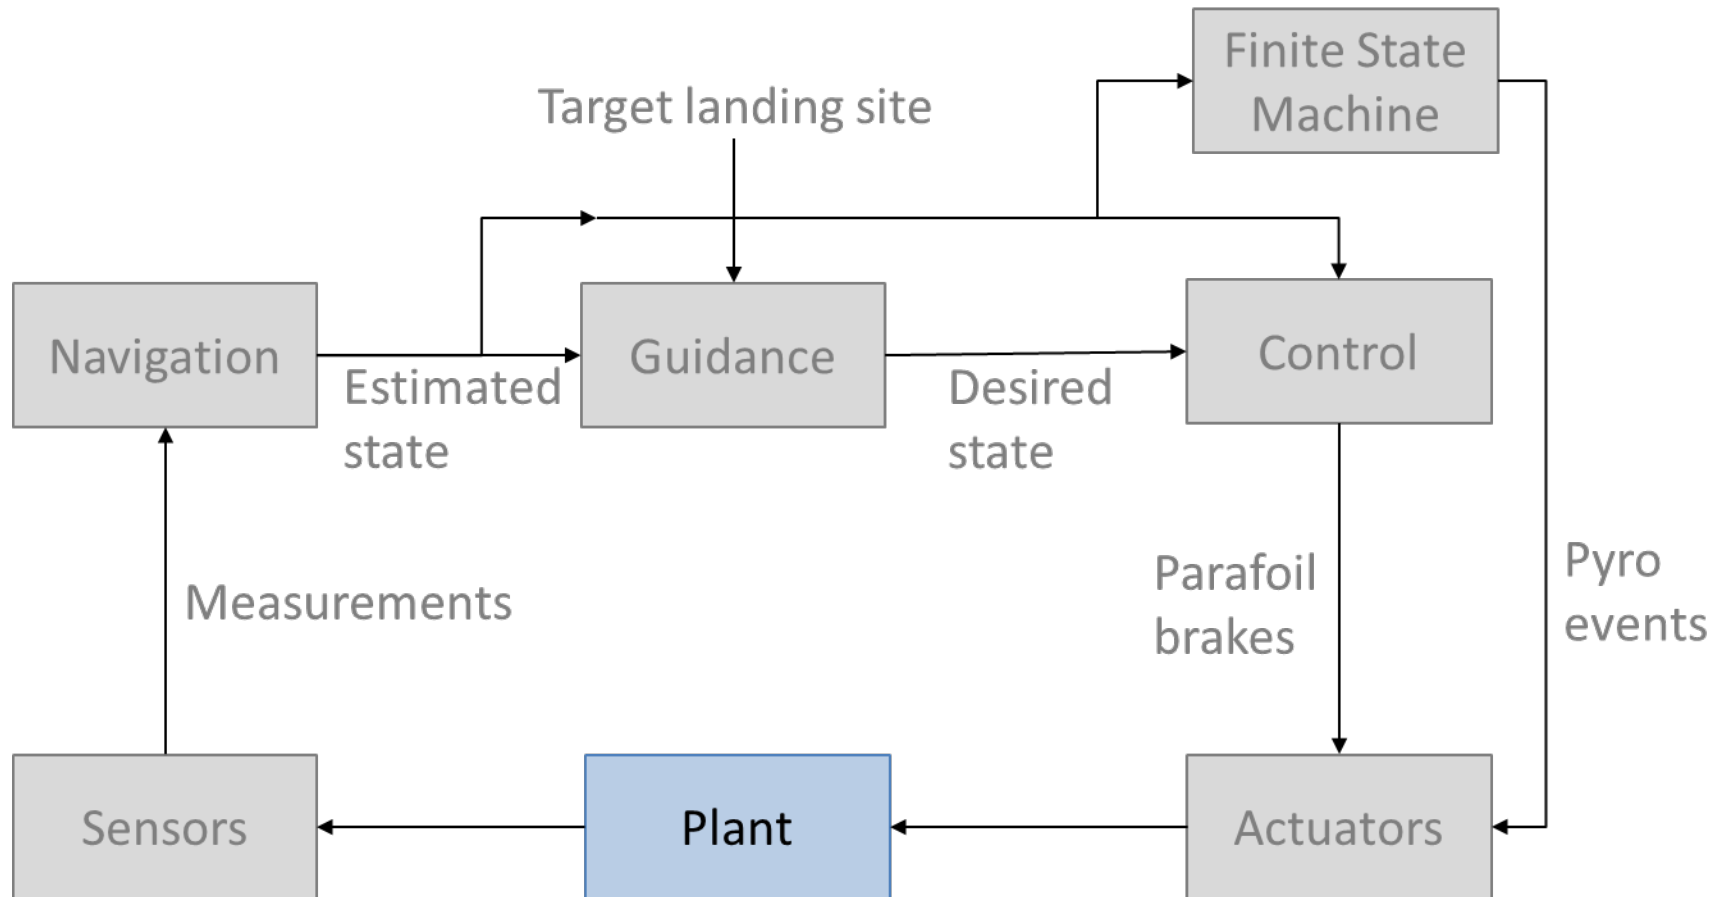 Finite State
Machine
Target landing site
Navigation
Estimated
state
Guidance
Desired
state
Control
Measurements
Parafoil
brakes
Pyro
events
Sensors
Plant
Actuators